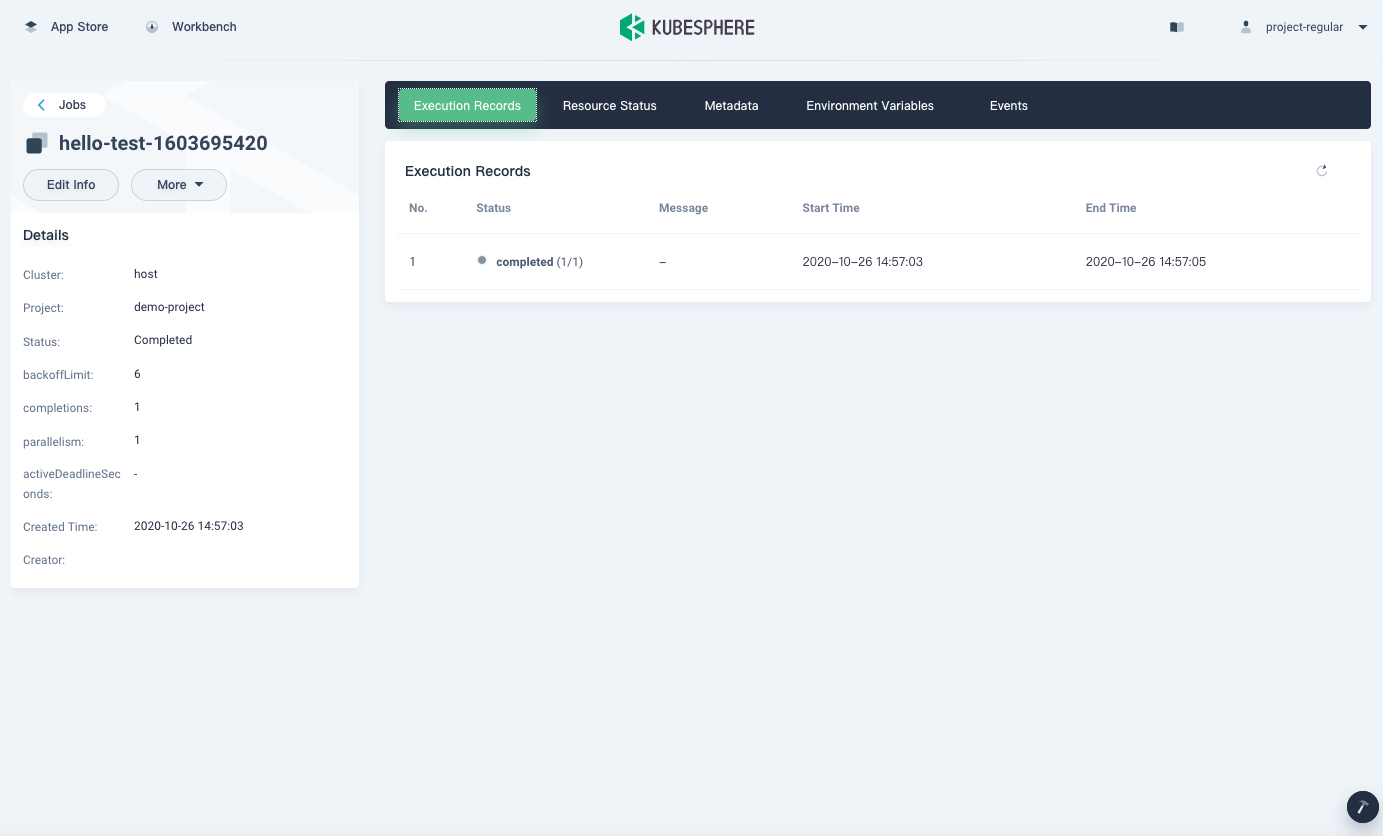 App Store
Workbench
KUBESPHERE
project-regular
Jobs
hello-test-1603695420
Edit Info
More
Details
Cluster: host
Project: demo-project
Status: Completed
backoffLimit: 6
completions: 1
parallelism: 1
activeDeadlineSec -
onds:
Created Time: 2020-10-26 14:57:03
Creator:
Execution Records
Resource Status
Metadata
Environment Variables
Events
Execution Records
No. Status Message Start Time End Time
1 completed (1/1) – 2020–10–26 14:57:03 2020–10–26 14:57:05